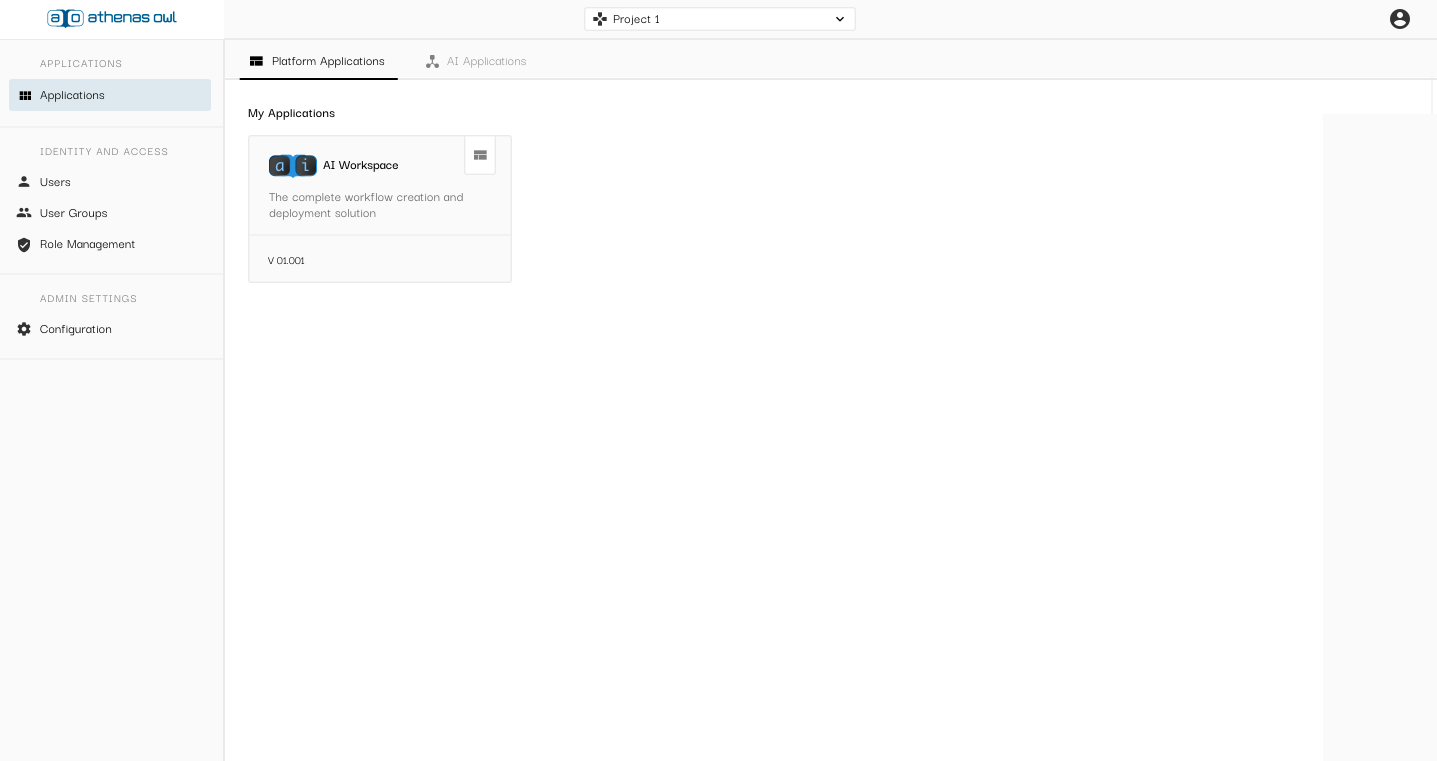 ao athenas owl
Project 1
APPLICATIONS
Applications
IDENTITY AND ACCESS
Users
User Groups
Role Management
ADMIN SETTINGS
Configuration
Platform Applications
AI Applications
My Applications
ai AI Workspace
The complete workflow creation and
deployment solution
V 01.001